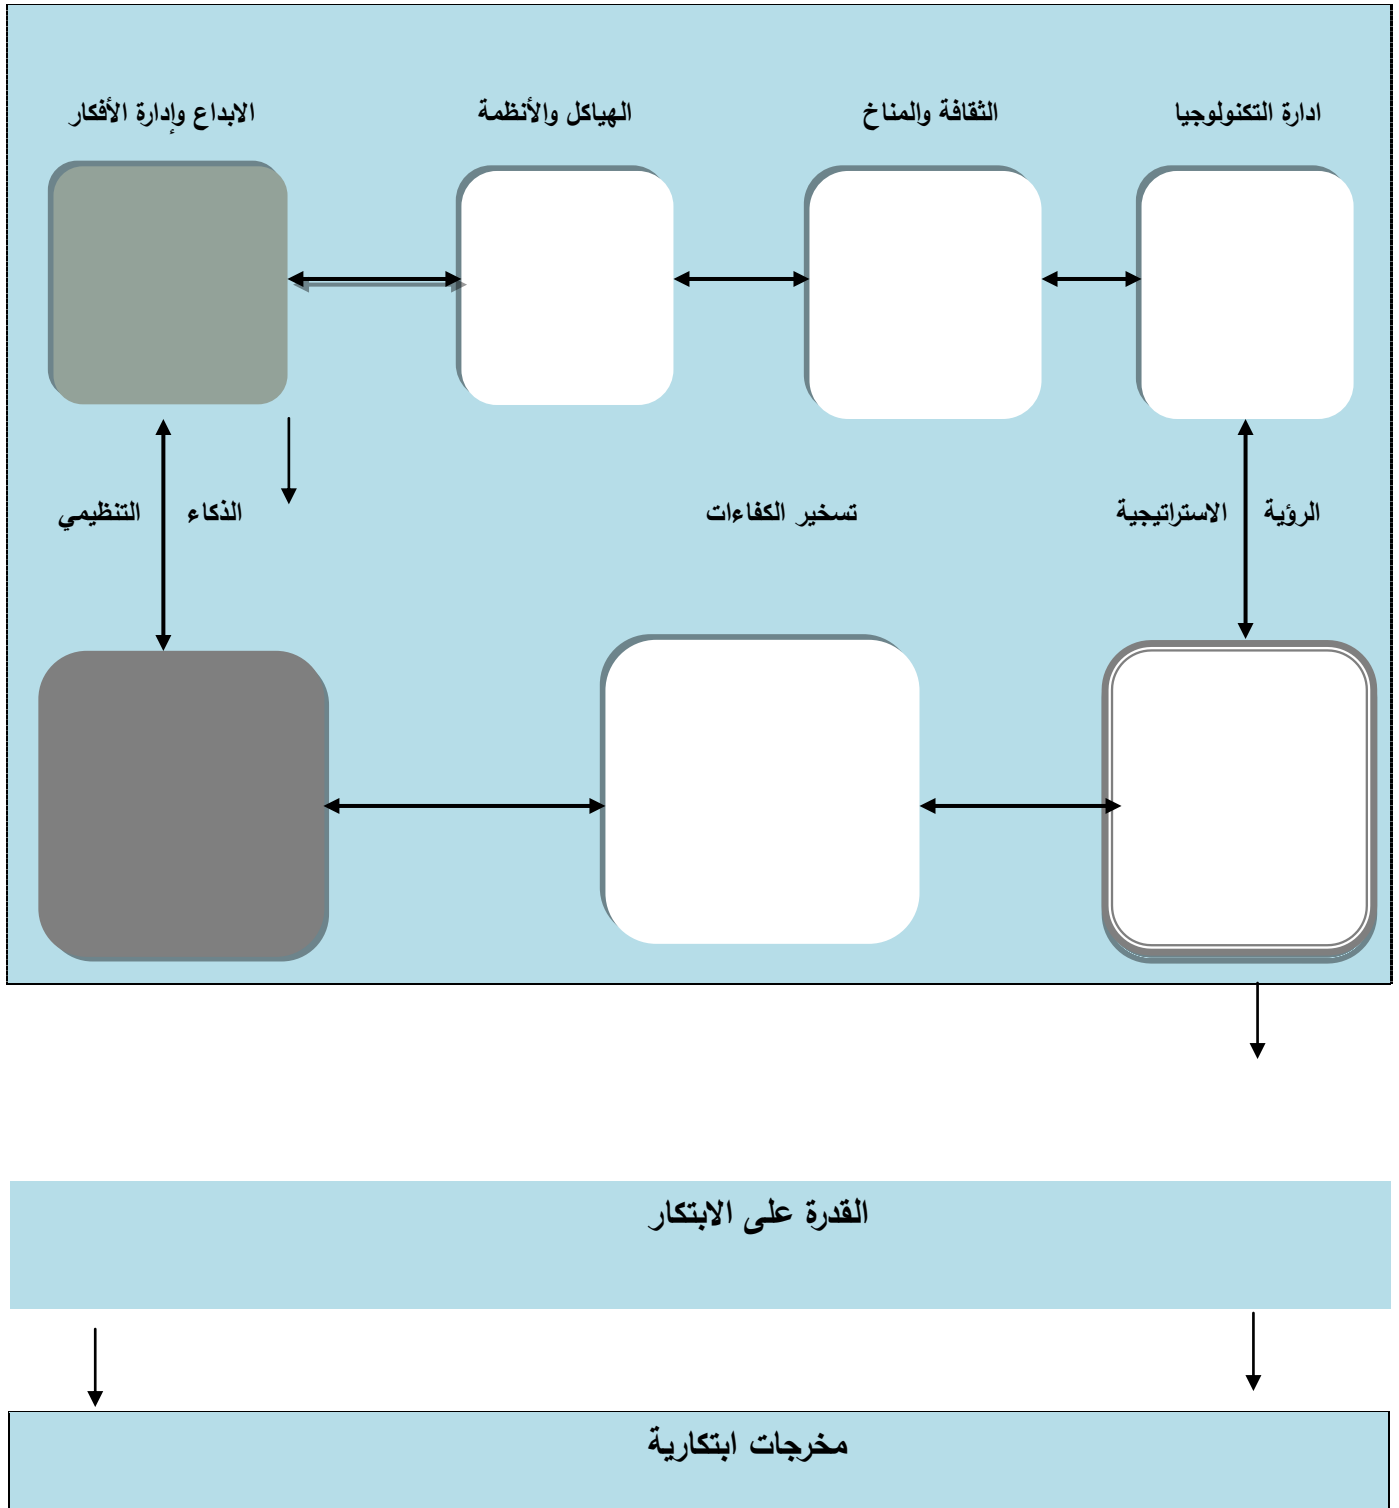 ادارة التكنولوجيا
الثقافة والمناخ
الهياكل والأنظمة
الابداع وإدارة الأفكار
الرؤية الاستراتيجية
تسخير الكفاءات
الذكاء التنظيمي
القدرة على الابتكار
مخرجات ابتكارية